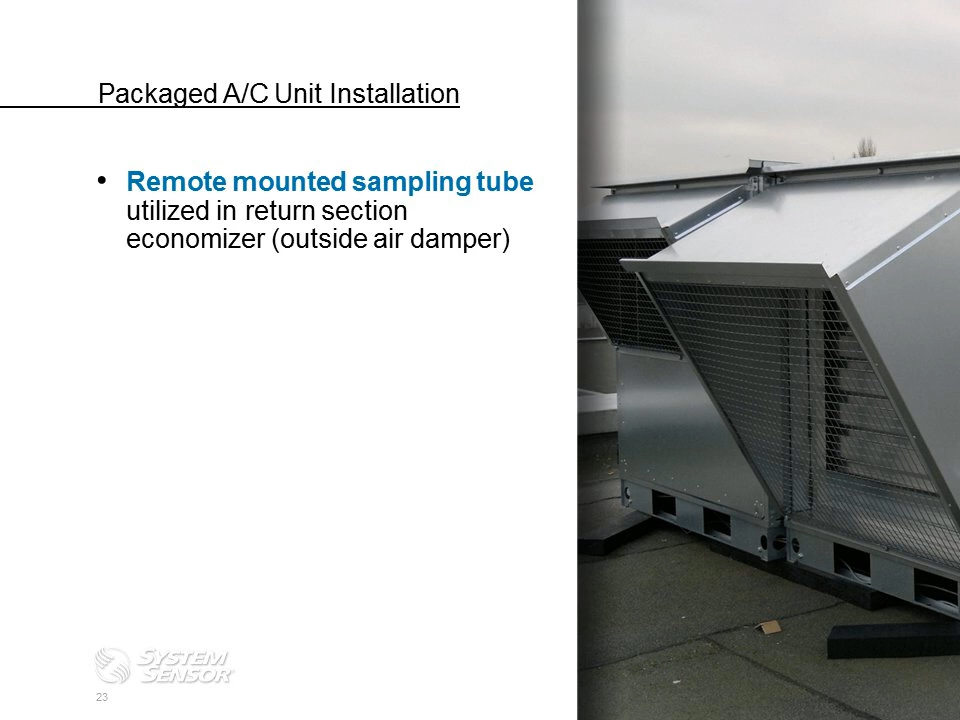 Packaged A/C Unit Installation
• Remote mounted sampling tube
utilized in return section
economizer (outside air damper)
SYSTEM
SENSOR®
23